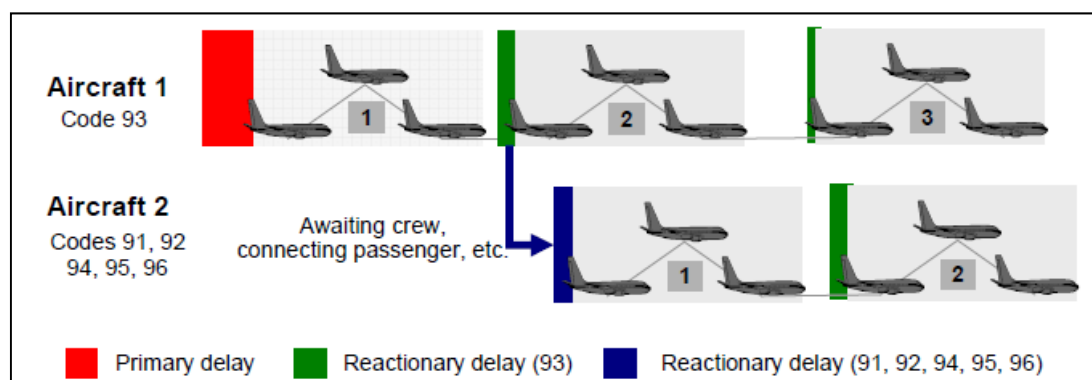 Aircraft 1
Code 93
1
2
3
Aircraft 2
Codes 91, 92
94, 95, 96
Awaiting crew,
connecting passenger, etc.
1
2
Primary delay
Reactionary delay (93)
Reactionary delay (91, 92, 94, 95, 96)